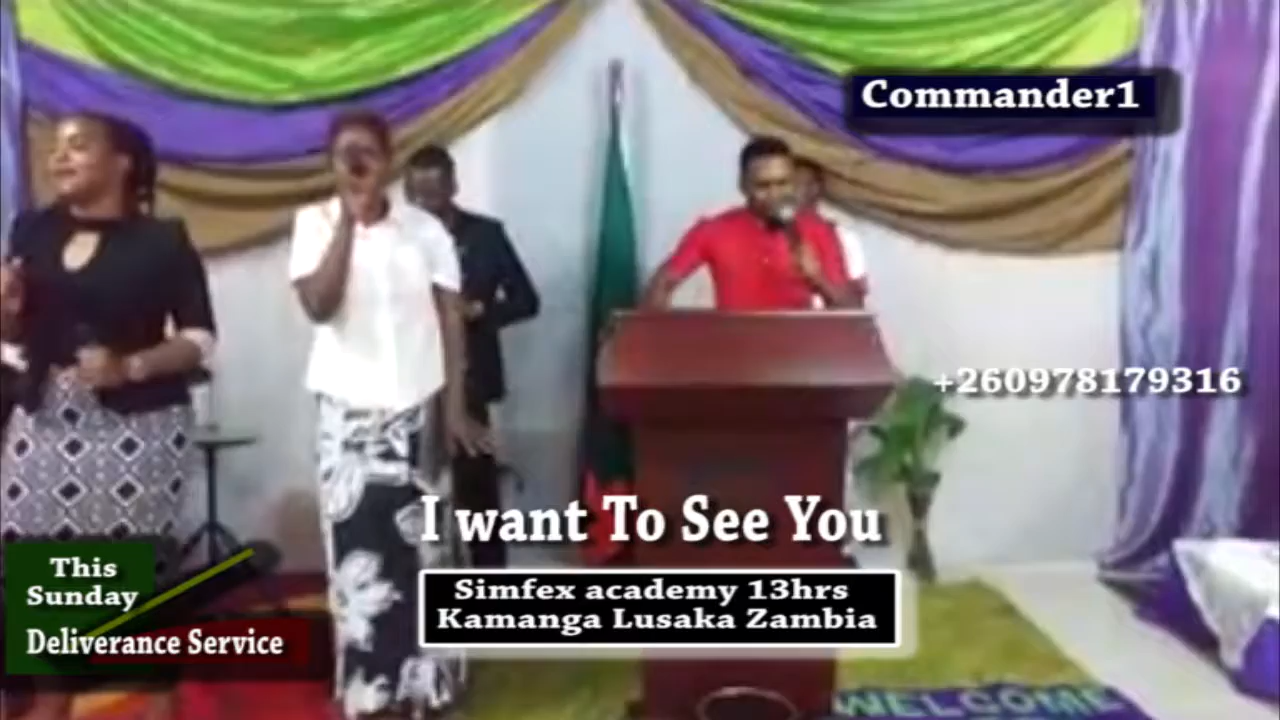 Commander1
+260978179316
I want To See You
Simfex academy 13hrs
Kamanga Lusaka Zambia
This
Sunday
Deliverance Service
WELCOME